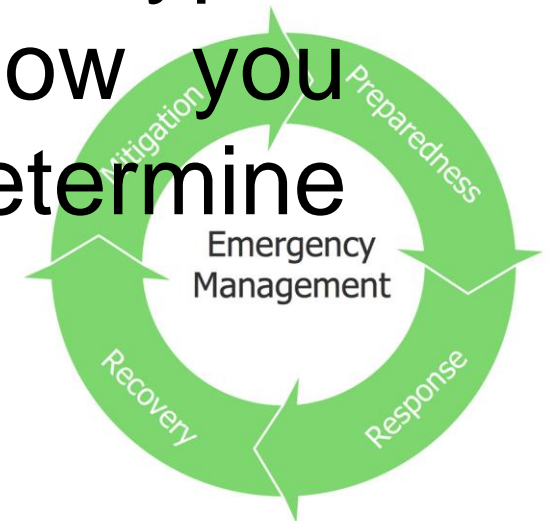 ow you
etermine
Mitigation
Preparedness
Emergency
Management
Recovery
Response